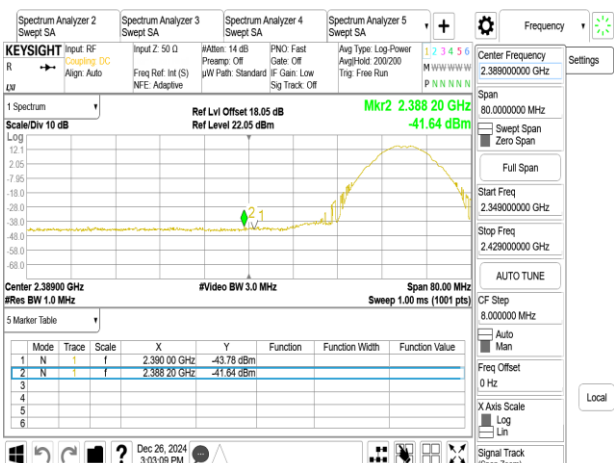 Spectrum Analyzer 2
Swept SA
Spectrum Analyzer 3
Swept SA
Spectrum Analyzer 4
Swept SA
Spectrum Analyzer 5
Swept SA
+
Frequency
KEYSIGHT
R
LXI
Input: RF
Coupling: DC
Align: Auto
Input Z: 50 Ω
Freq Ref: Int (S)
NFE: Adaptive
#Atten: 14 dB
Preamp: Off
µW Path: Standard
PNO: Fast
Gate: Off
IF Gain: Low
Sig Track: Off
Avg Type: Log-Power
Avg|Hold: 200/200
Trig: Free Run
1 2 3 4 5 6
M W W W W W
P N N N N N
Center Frequency
2.389000000 GHz
Settings
1 Spectrum
Scale/Div 10 dB
Ref Lvl Offset 18.05 dB
Ref Level 22.05 dBm
Mkr2 2.388 20 GHz
-41.64 dBm
Span
80.0000000 MHz
Swept Span
Zero Span
Full Span
Start Freq
2.349000000 GHz
Stop Freq
2.429000000 GHz
AUTO TUNE
CF Step
8.000000 MHz
Auto
Man
Freq Offset
0 Hz
X Axis Scale
Log
Lin
Signal Track
(Span Zoom)
Local
Log
12.1
2.05
-7.95
-18.0
-28.0
-38.0
-48.0
-58.0
-68.0
2 1
Center 2.38900 GHz
#Video BW 3.0 MHz
Span 80.00 MHz
#Res BW 1.0 MHz
Sweep 1.00 ms (1001 pts)
5 Marker Table
Mode Trace Scale X Y Function Function Width Function Value
1 N 1 f 2.390 00 GHz -43.78 dBm
2 N 1 f 2.388 20 GHz -41.64 dBm
3
4
5
6
?
Dec 26, 2024
3:03:09 PM